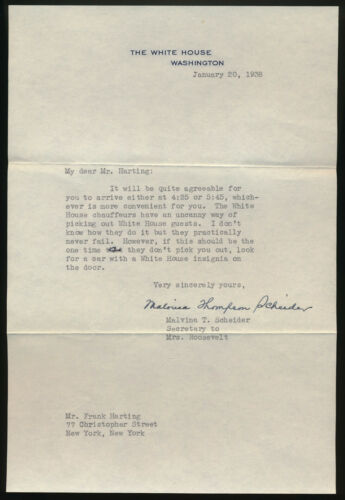 THE WHITE HOUSE
WASHINGTON
January 20, 1938
My dear Mr. Harting:
It will be quite agreeable for
you to arrive either at 4:25 or 5:45, which-
ever is more convenient for you. The White
House chauffeurs have an uncanny way of
picking out White House guests. I don't
know how they do it but they practically
never fail. However, if this should be the
one time they don't pick you out, look
for a car with a White House insignia on
the door.
Very sincerely yours,
Malvina Thompson Scheider
Malvina T. Scheider
Secretary to
Mrs. Roosevelt
Mr. Frank Harting
77 Christopher Street
New York, New York